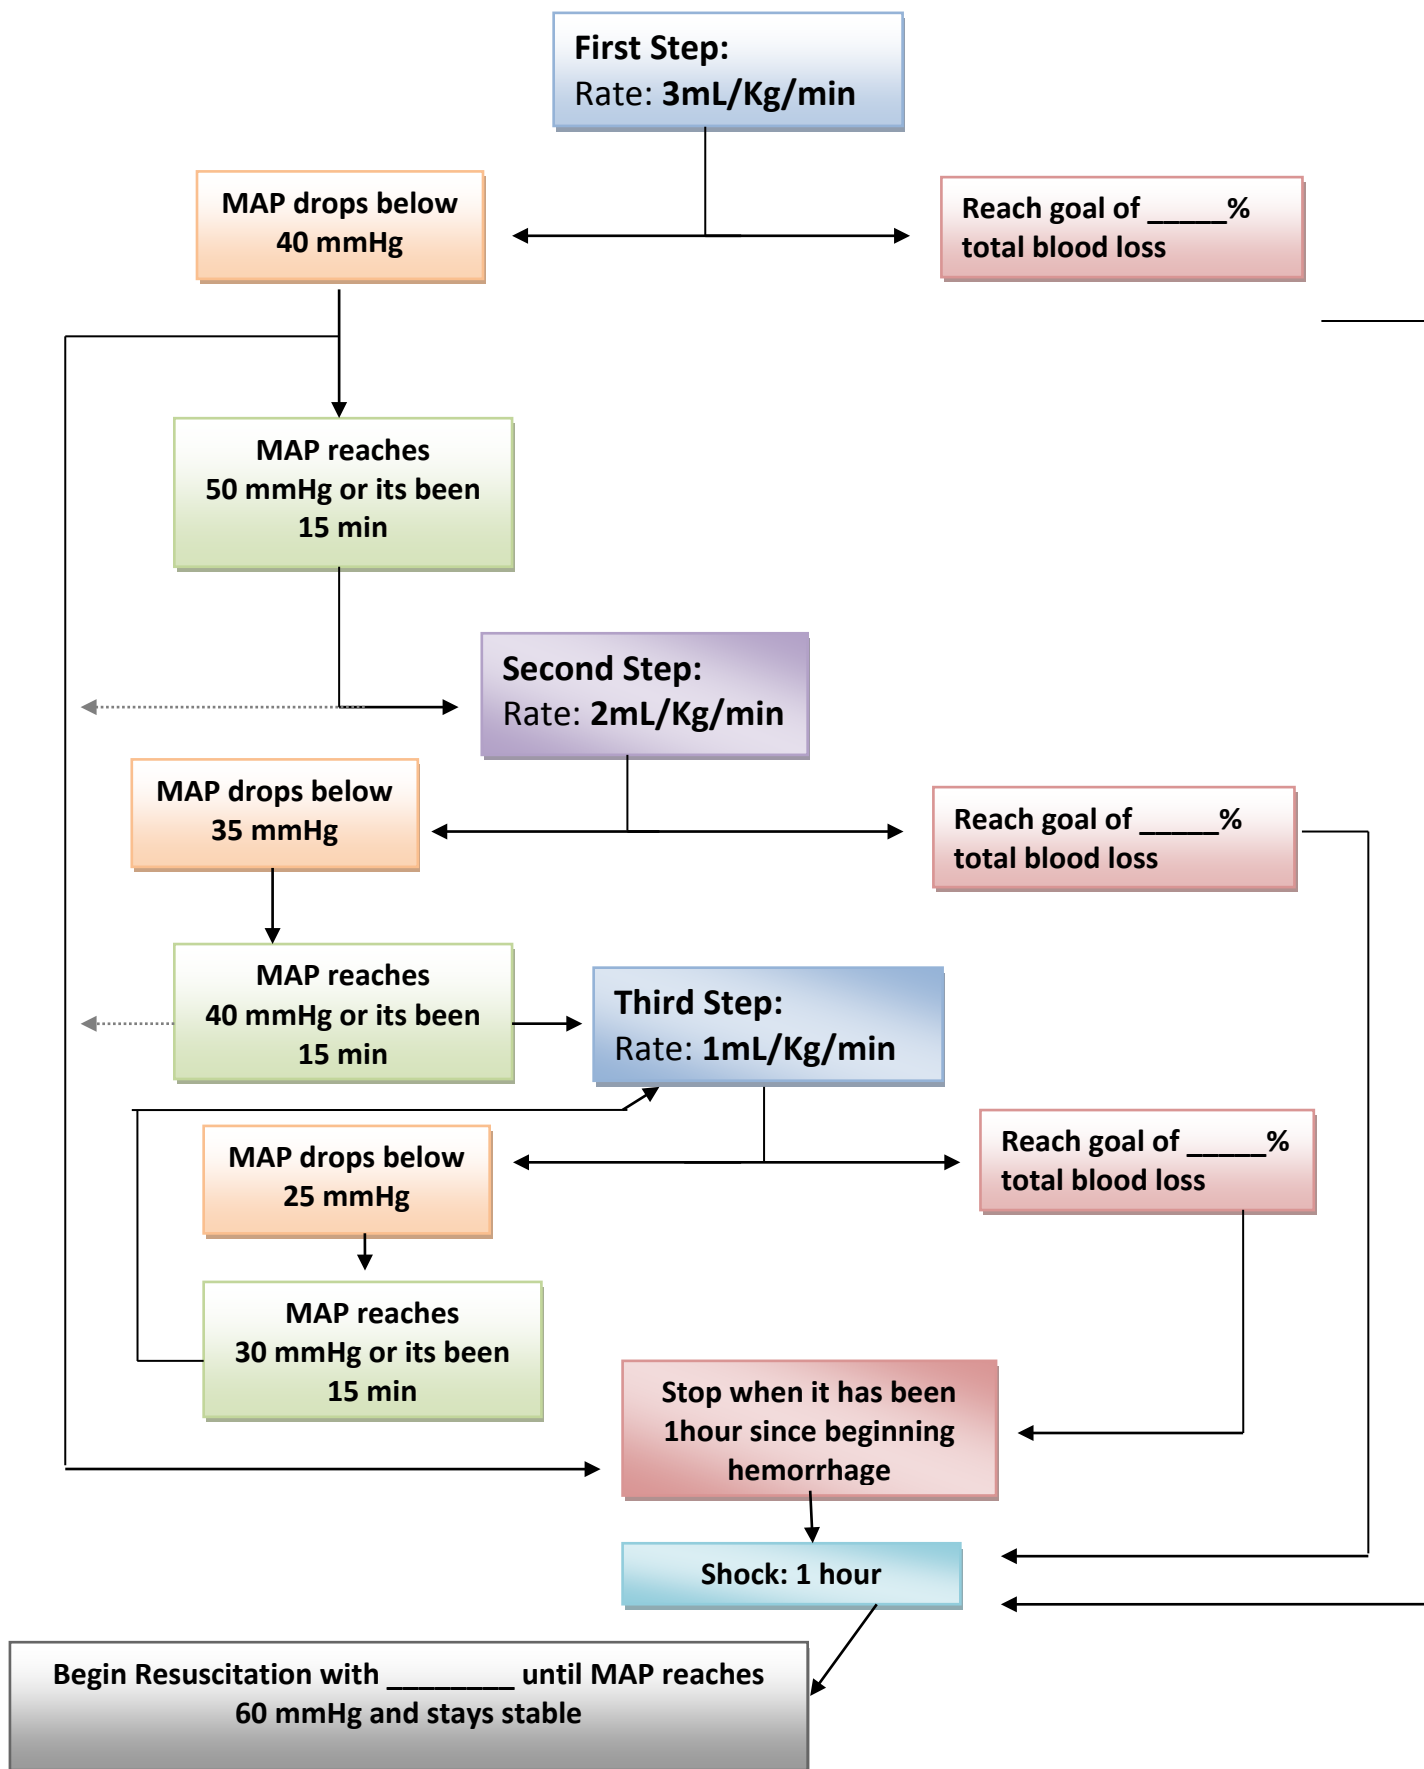 First Step:
Rate: 3mL/Kg/min
MAP drops below
40 mmHg
Reach goal of _____%
total blood loss
MAP reaches
50 mmHg or its been
15 min
Second Step:
Rate: 2mL/Kg/min
MAP drops below
35 mmHg
Reach goal of _____%
total blood loss
MAP reaches
40 mmHg or its been
15 min
Third Step:
Rate: 1mL/Kg/min
MAP drops below
25 mmHg
Reach goal of _____%
total blood loss
MAP reaches
30 mmHg or its been
15 min
Stop when it has been
1hour since beginning
hemorrhage
Shock: 1 hour
Begin Resuscitation with ________ until MAP reaches
60 mmHg and stays stable